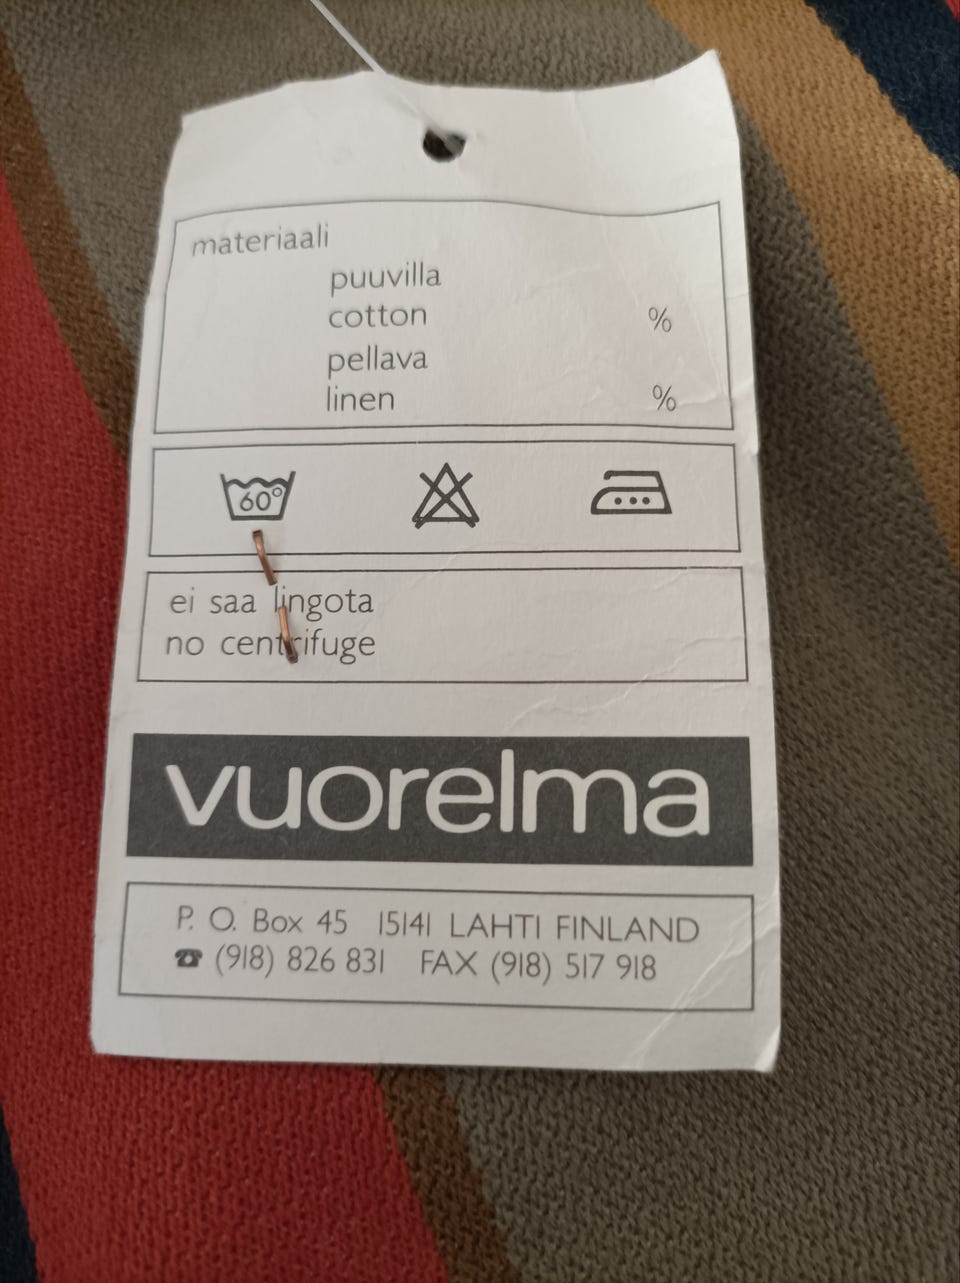 materiaali
puuvilla
cotton %
pellava
linen %
60°
ei saa lingota
no centrifuge
vuorelma
P. O. Box 45 15141 LAHTI FINLAND
☎ (918) 826 831 FAX (918) 517 918